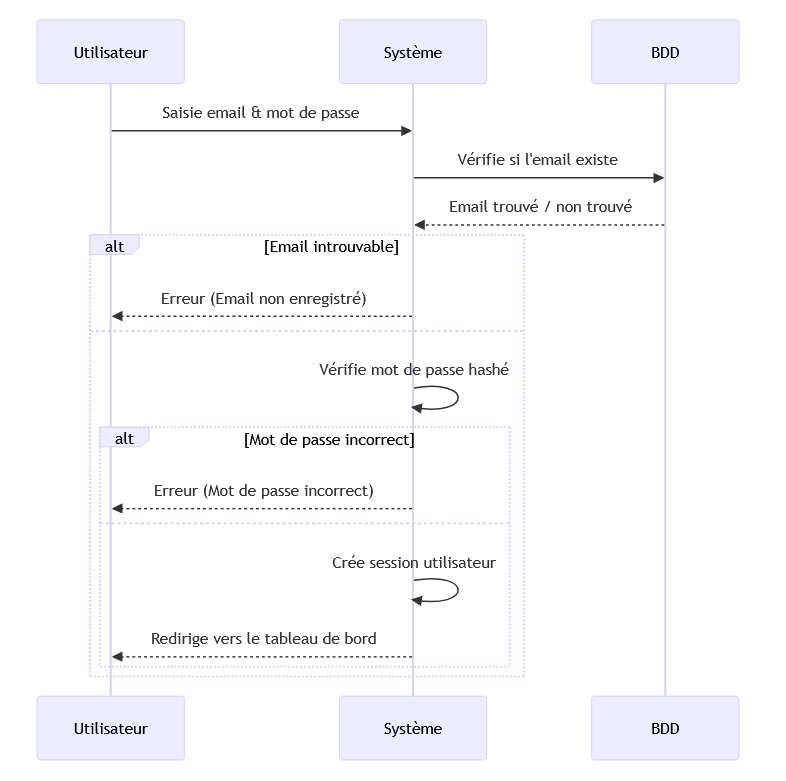 Utilisateur
Système
BDD
Saisie email & mot de passe
Vérifie si l'email existe
Email trouvé / non trouvé
alt
[Email introuvable]
Erreur (Email non enregistré)
Vérifie mot de passe hashé
alt
[Mot de passe incorrect]
Erreur (Mot de passe incorrect)
Crée session utilisateur
Redirige vers le tableau de bord
Utilisateur
Système
BDD